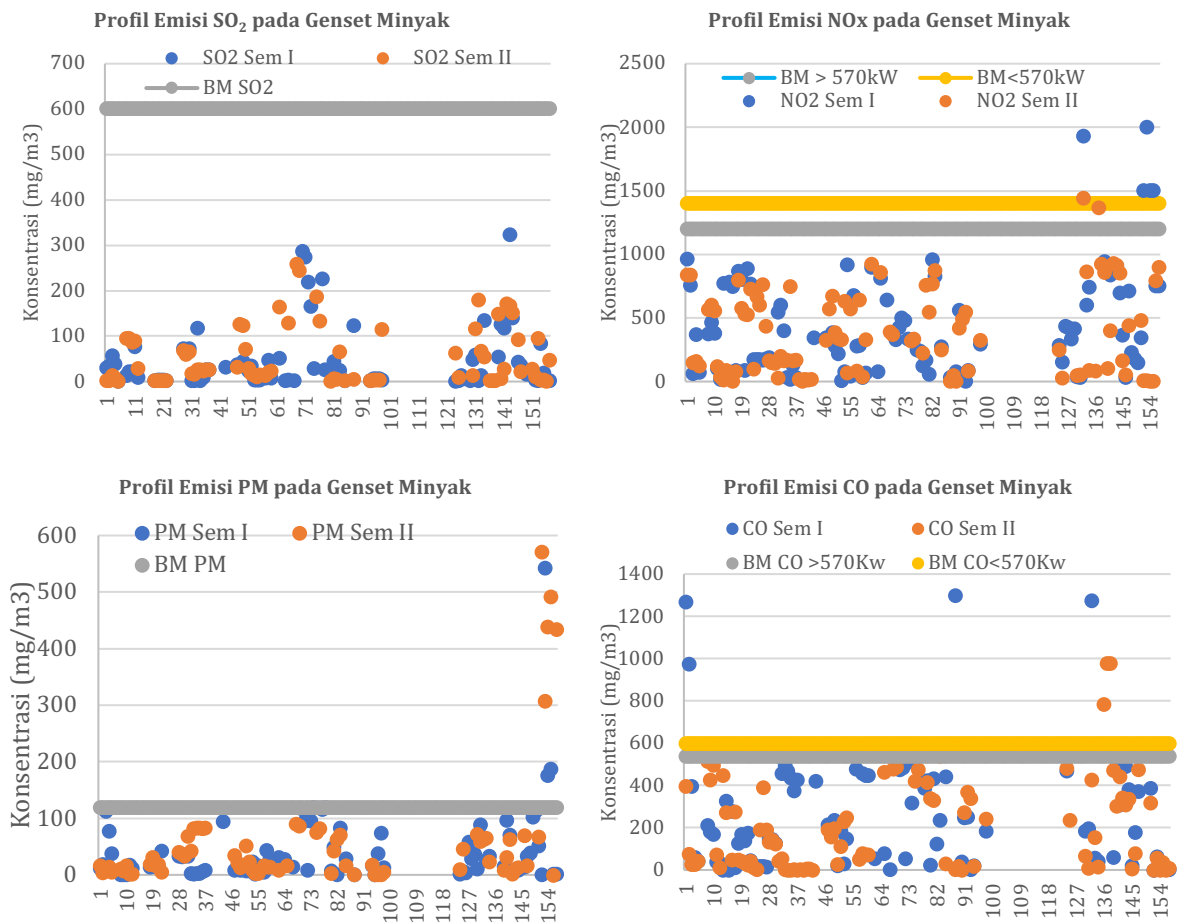 Profil Emisi SO2 pada Genset Minyak
SO2 Sem I
SO2 Sem II
BM SO2
Konsentrasi (mg/m3)
700
600
500
400
300
200
100
0
1 11 21 31 41 51 61 71 81 91 101 111 121 131 141 151
Profil Emisi NOx pada Genset Minyak
BM > 570kW
BM<570kW
NO2 Sem I
NO2 Sem II
Konsentrasi (mg/m3)
2500
2000
1500
1000
500
0
1 10 19 28 37 46 55 64 73 82 91 100 109 118 127 136 145 154
Profil Emisi PM pada Genset Minyak
PM Sem I
PM Sem II
BM PM
Konsentrasi (mg/m3)
600
500
400
300
200
100
0
1 10 19 28 37 46 55 64 73 82 91 100 109 118 127 136 145 154
Profil Emisi CO pada Genset Minyak
CO Sem I
CO Sem II
BM CO >570Kw
BM CO<570Kw
Konsentrasi (mg/m3)
1400
1200
1000
800
600
400
200
0
1 10 19 28 37 46 55 64 73 82 91 100 109 118 127 136 145 154